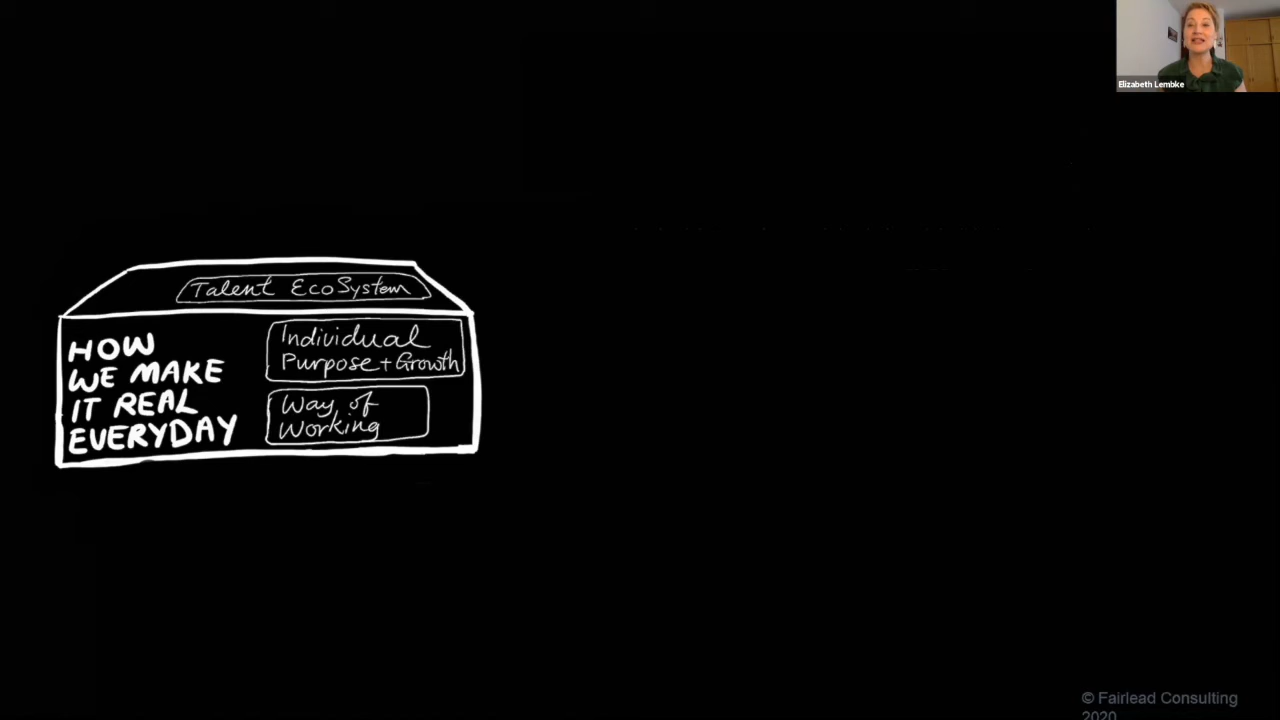 Elizabeth Lembke
Talent EcoSystem
HOW
WE MAKE
IT REAL
EVERYDAY
Individual
Purpose + Growth
Way of
Working
© Fairlead Consulting
2020